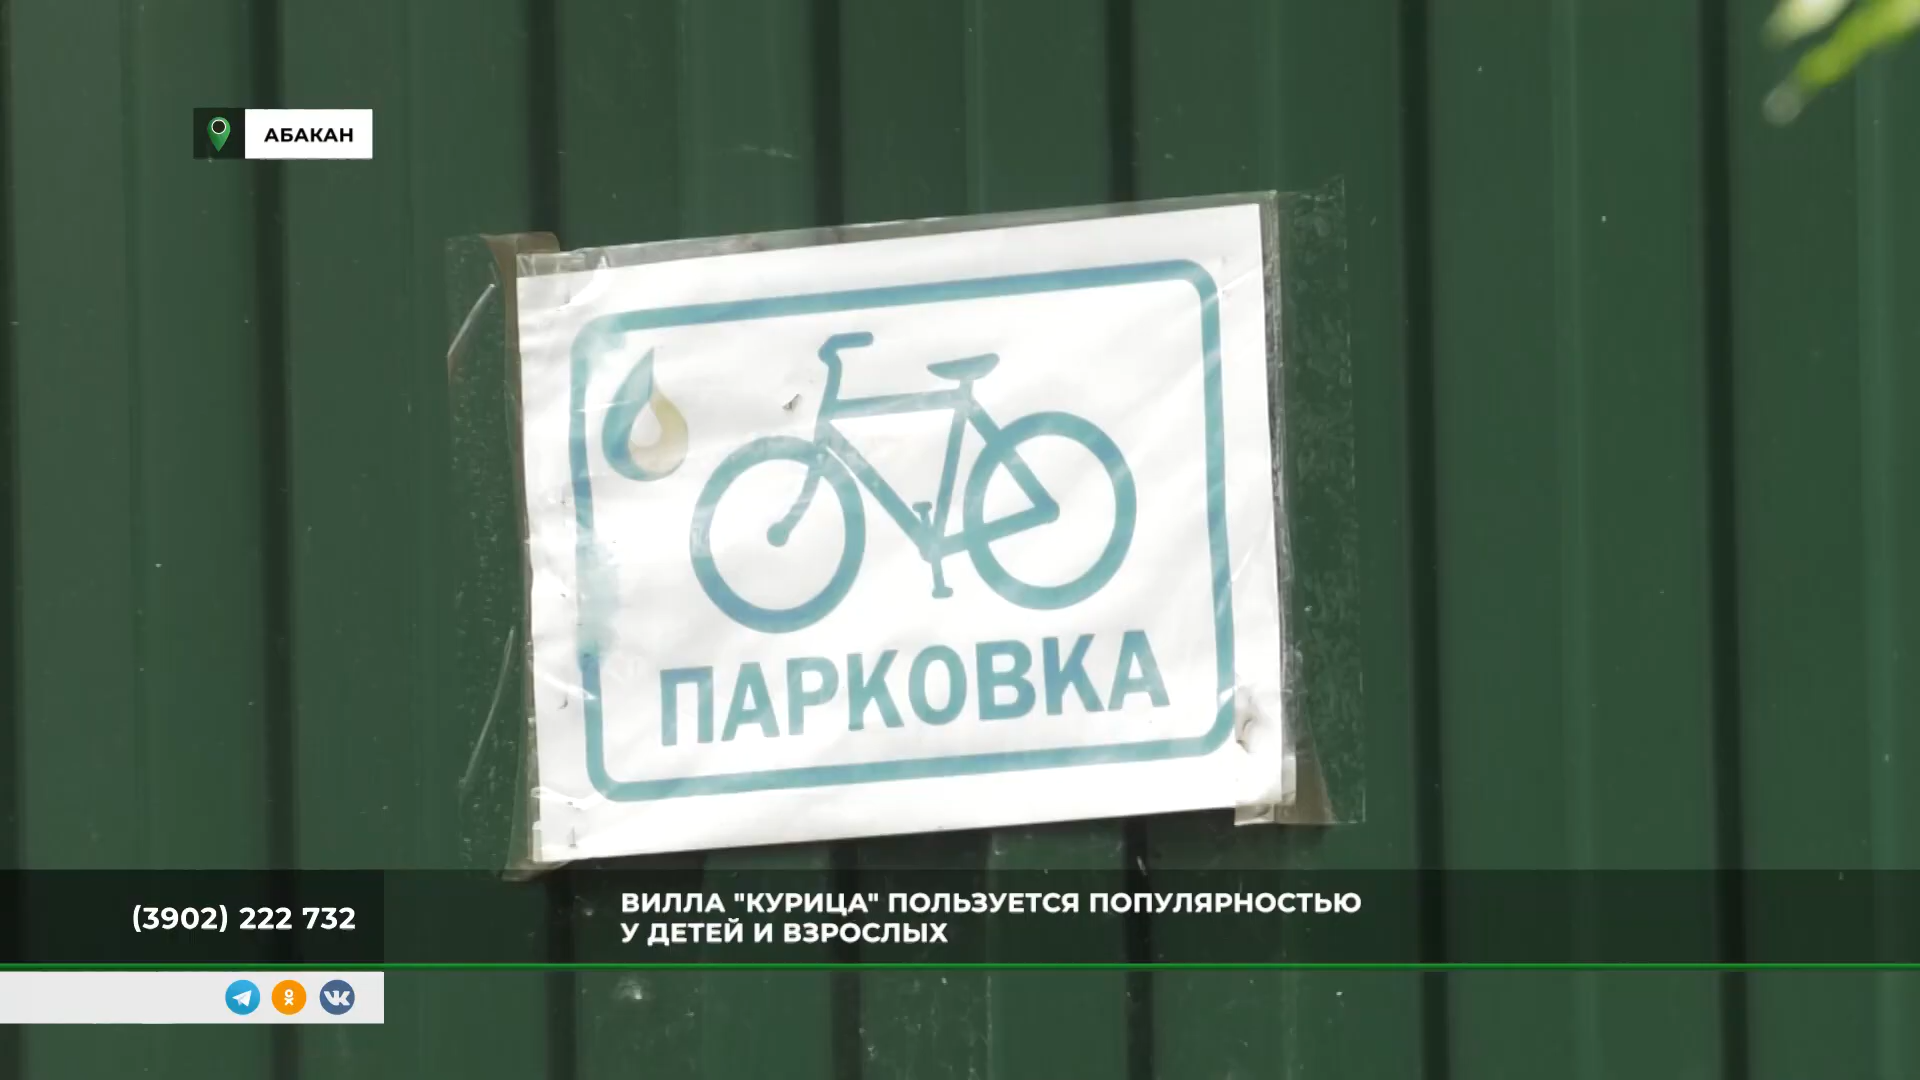 АБАКАН
ПАРКОВКА
(3902) 222 732
ВИЛЛА "КУРИЦА" ПОЛЬЗУЕТСЯ ПОПУЛЯРНОСТЬЮ
У ДЕТЕЙ И ВЗРОСЛЫХ